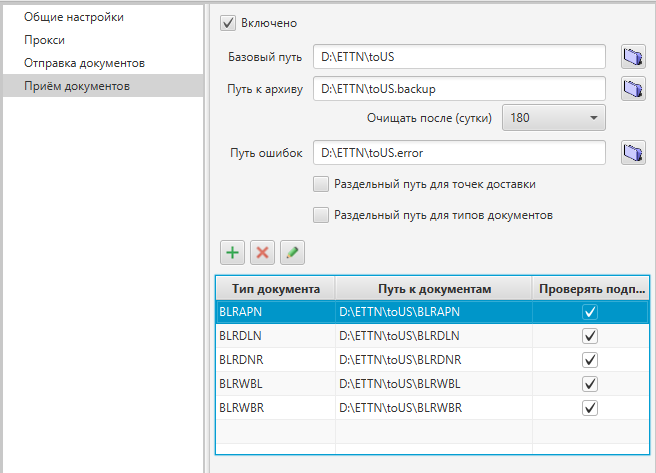 Общие настройки
Прокси
Отправка документов
Приём документов
Включено
Базовый путь D:\ETTN\toUS
Путь к архиву D:\ETTN\toUS.backup
Очищать после (сутки) 180
Путь ошибок D:\ETTN\toUS.error
Раздельный путь для точек доставки
Раздельный путь для типов документов
Тип документа Путь к документам Проверять подп...
BLRAPN D:\ETTN\toUS\BLRAPN
BLRDLN D:\ETTN\toUS\BLRDLN
BLRDNR D:\ETTN\toUS\BLRDNR
BLRWBL D:\ETTN\toUS\BLRWBL
BLRWBR D:\ETTN\toUS\BLRWBR